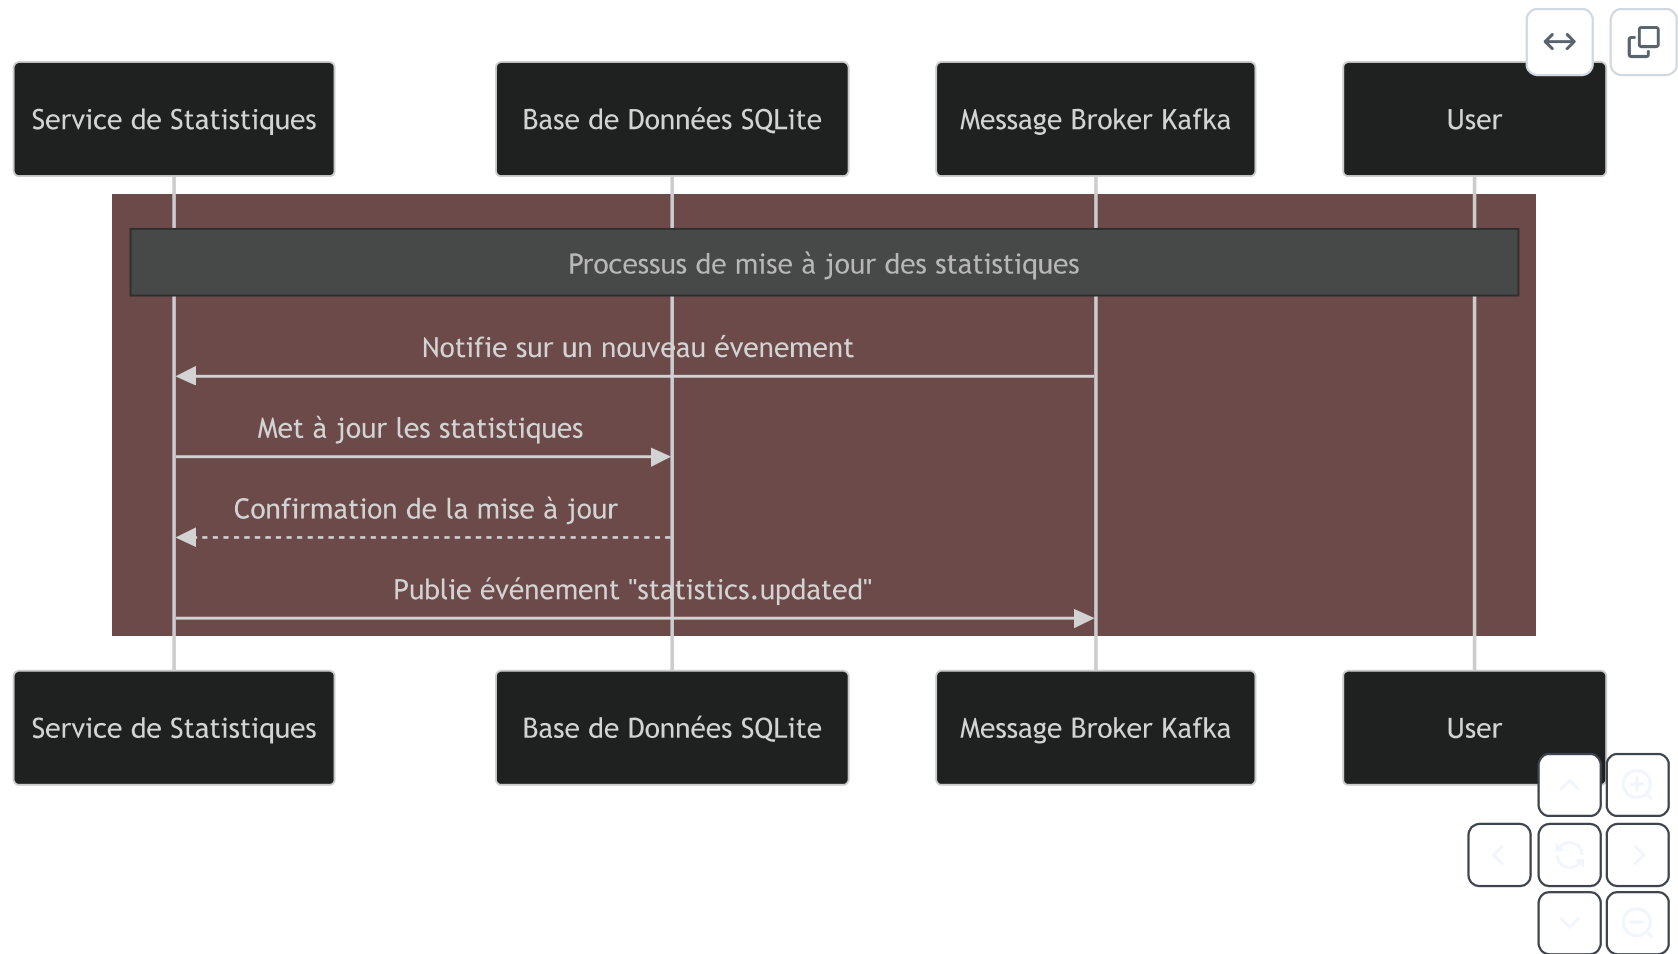 Service de Statistiques
Base de Données SQLite
Message Broker Kafka
User
Processus de mise à jour des statistiques
Notifie sur un nouveau évenement
Met à jour les statistiques
Confirmation de la mise à jour
Publie événement "statistics.updated"
Service de Statistiques
Base de Données SQLite
Message Broker Kafka
User